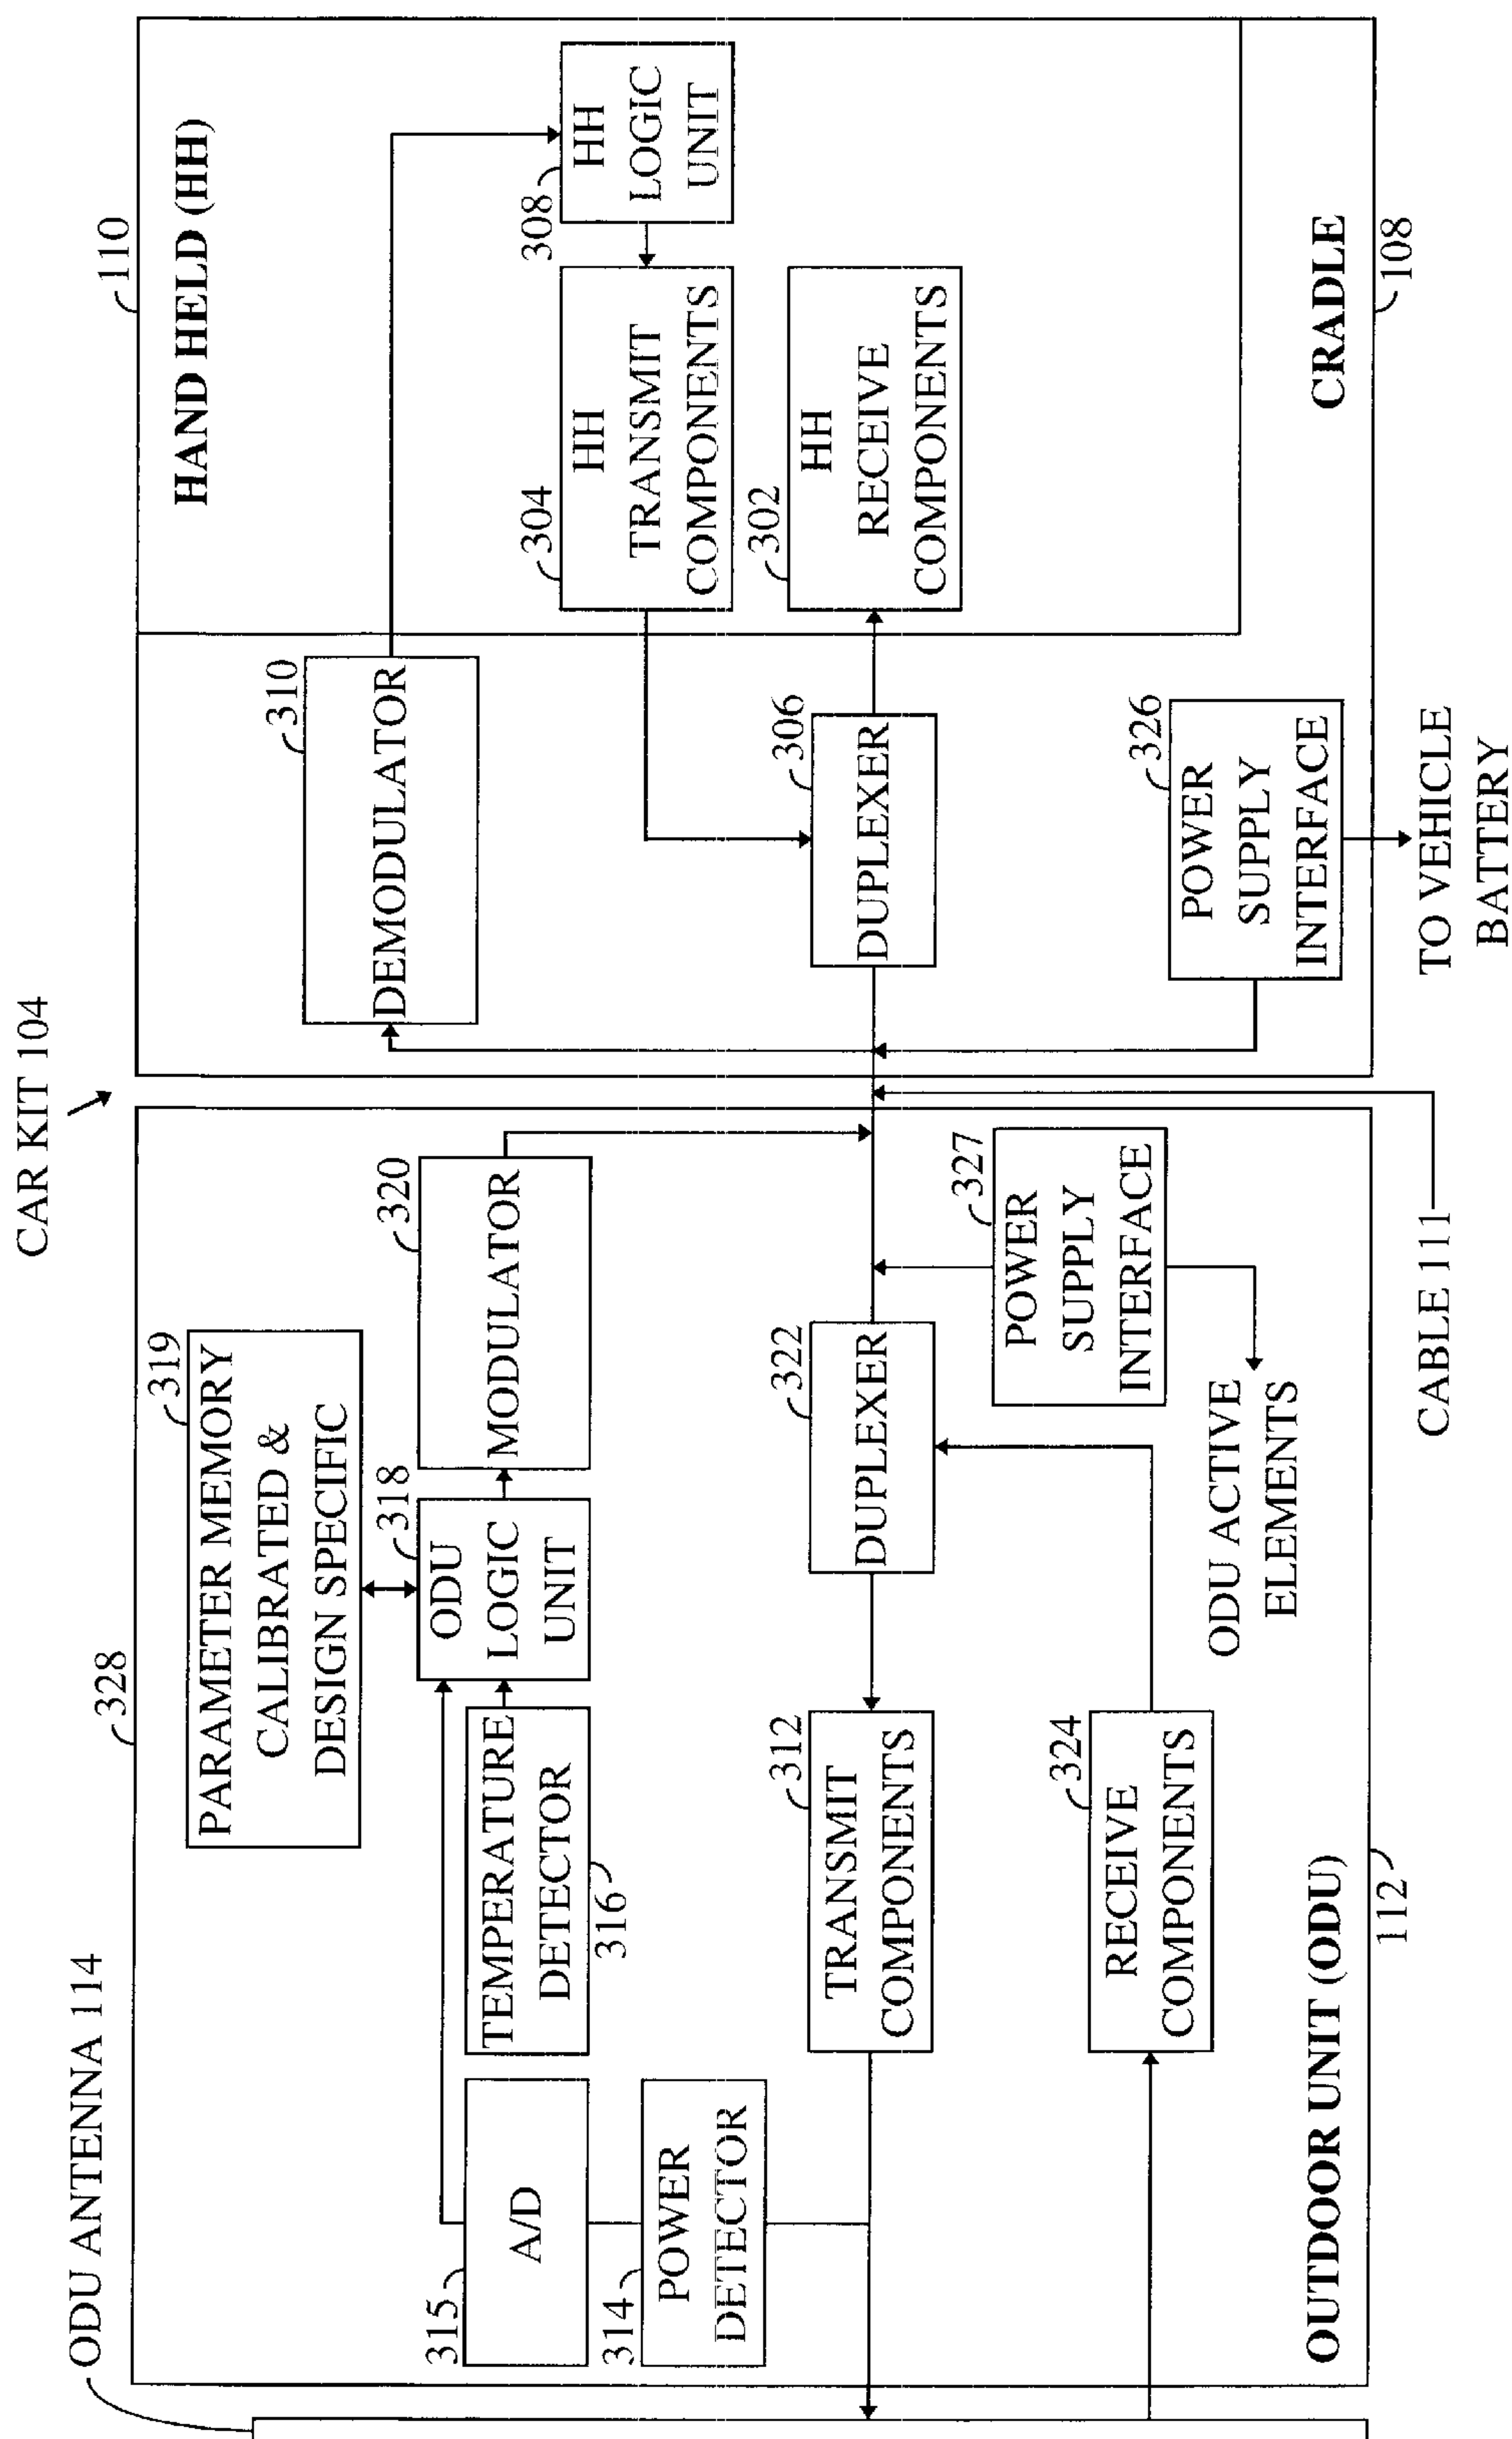 CAR KIT 104
ODU ANTENNA 114
328
319
PARAMETER MEMORY
CALIBRATED &
DESIGN SPECIFIC
315
A/D
314
POWER
DETECTOR
TEMPERATURE
DETECTOR
316
318
ODU
LOGIC
UNIT
320
MODULATOR
312
TRANSMIT
COMPONENTS
322
DUPLEXER
324
RECEIVE
COMPONENTS
327
POWER
SUPPLY
INTERFACE
ODU ACTIVE
ELEMENTS
OUTDOOR UNIT (ODU)
112
CABLE 111
110
HAND HELD (HH)
310
DEMODULATOR
308
HH
LOGIC
UNIT
304
HH
TRANSMIT
COMPONENTS
302
HH
RECEIVE
COMPONENTS
306
DUPLEXER
326
POWER
SUPPLY
INTERFACE
CRADLE
108
TO VEHICLE
BATTERY